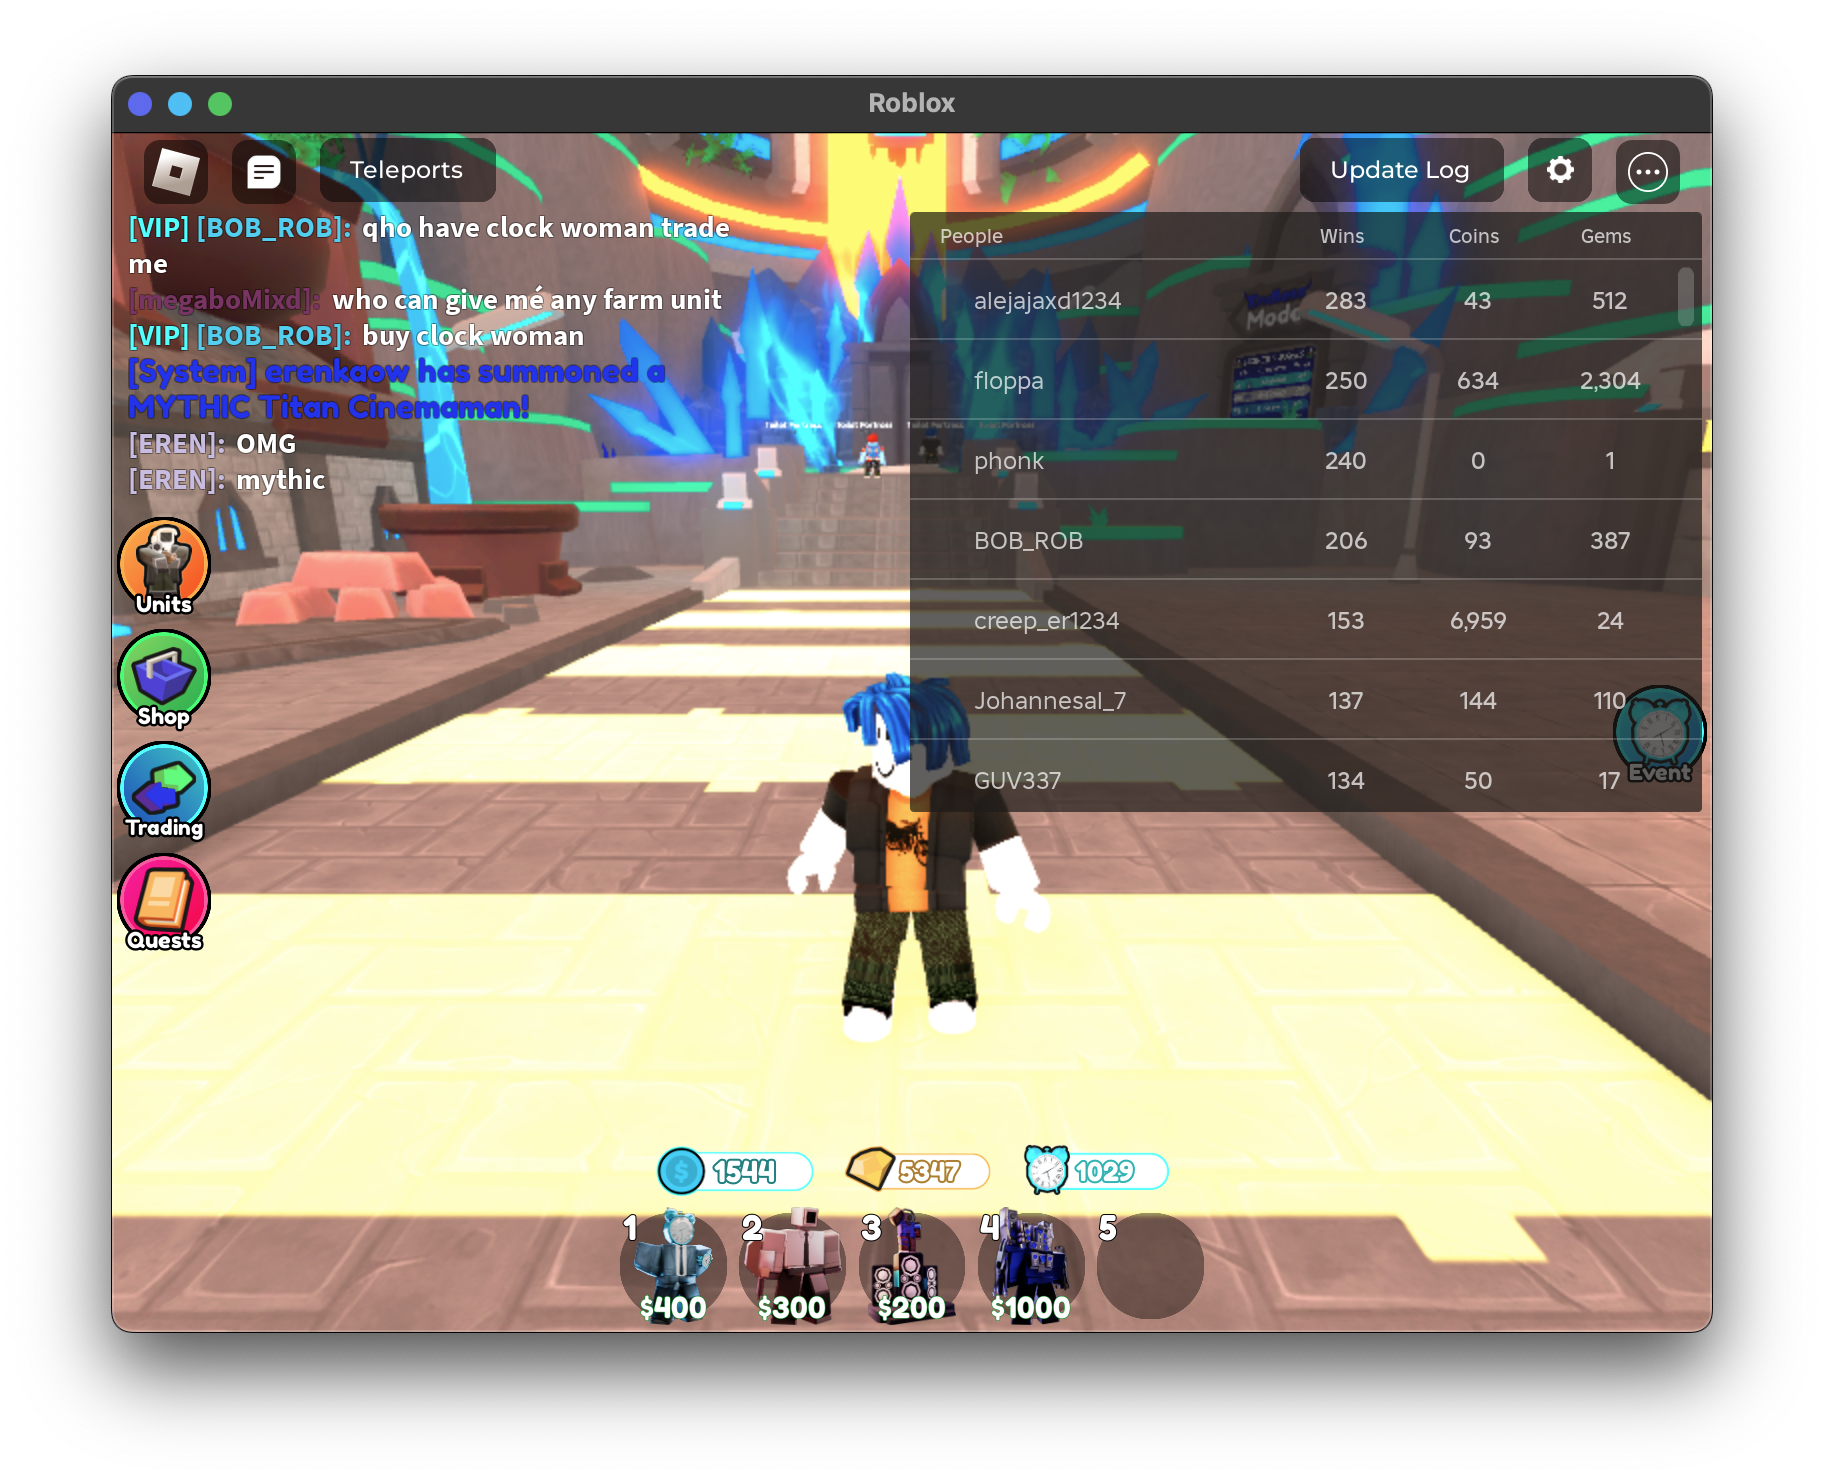 Roblox
Teleports
Update Log
[VIP] [BOB_ROB]: qho have clock woman trade
me
[megaboMixd]: who can give mé any farm unit
[VIP] [BOB_ROB]: buy clock woman
[System] erenkaow has summoned a
MYTHIC Titan Cinemaman!
[EREN]: OMG
[EREN]: mythic
People Wins Coins Gems
alejajaxd1234 283 43 512
floppa 250 634 2,304
phonk 240 0 1
BOB_ROB 206 93 387
creep_er1234 153 6,959 24
Johannesal_7 137 144 110
GUV337 134 50 17
Mode
Units
Shop
Trading
Quests
Event
1544 5347 1029
1 2 3 4 5
$400 $300 $200 $1000